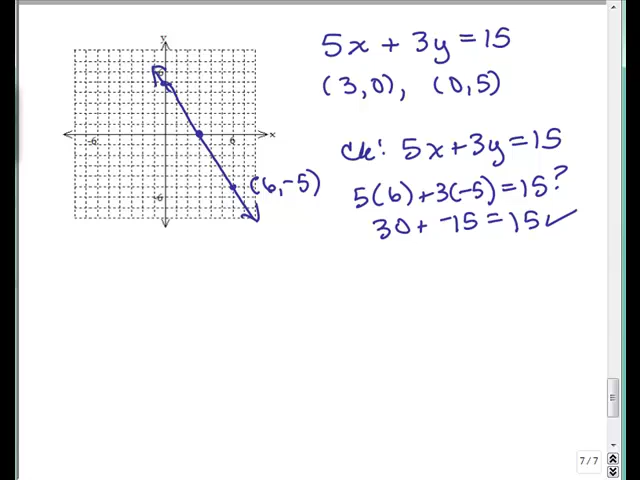 5x + 3y = 15
(3,0), (0,5)
ck: 5x+3y=15
5(6)+3(-5)=15?
30+ -15=15✓
y
6
-6
6
x
(6,-5)
-6
7/7